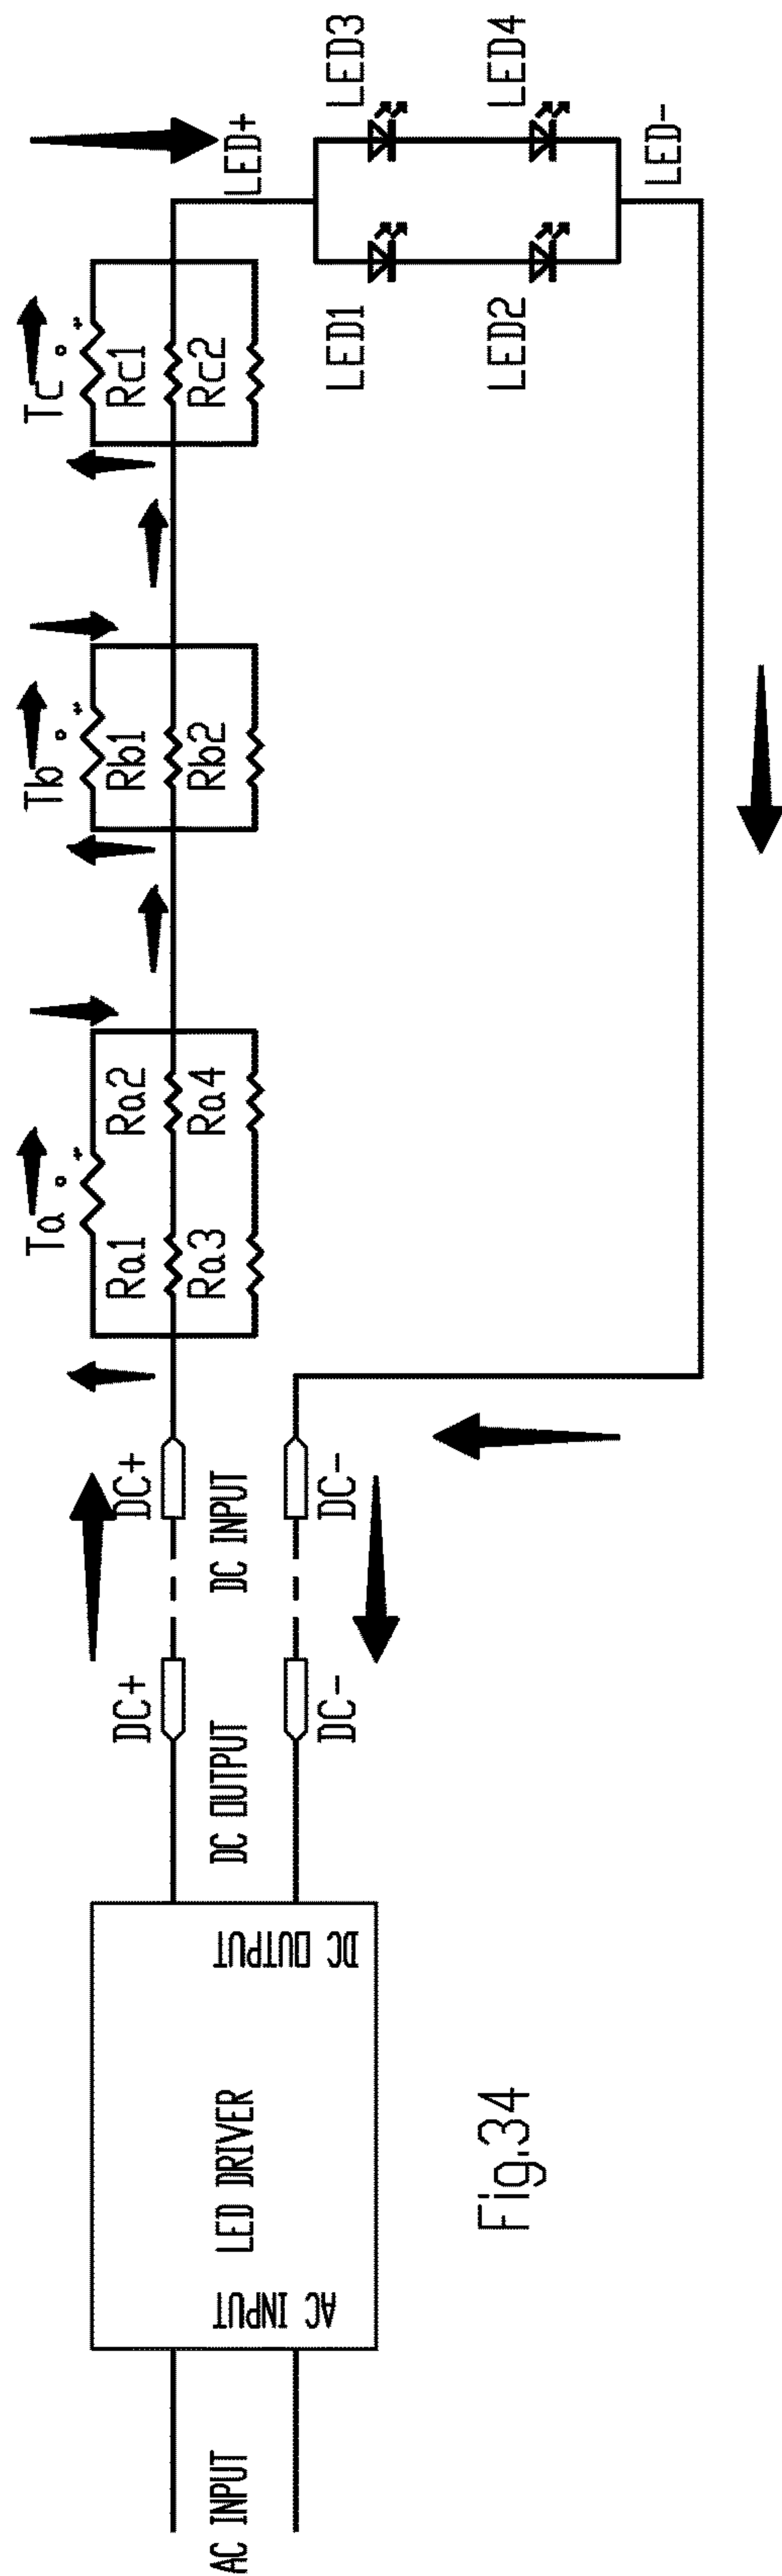 AC INPUT
AC INPUT
LED DRIVER
DC OUTPUT
DC OUTPUT
DC+
DC-
DC+
DC INPUT
DC-
Ta
Ra1
Ra2
Ra3
Ra4
Tb
Rb1
Rb2
Tc
Rc1
Rc2
LED+
LED1
LED3
LED2
LED4
LED-
Fig.34